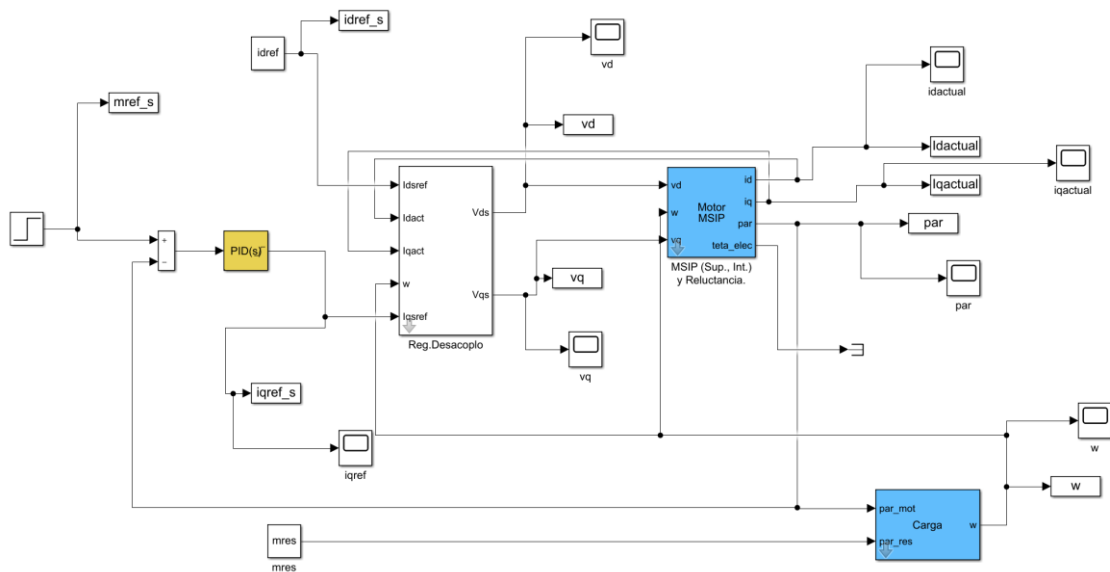 idref_s
idref
mref_s
vd
vd
idactual
Idactual
iqactual
Iqactual
Idsref
Idact
Iqact
w
Iqsref
Vds
Vqs
Reg.Desacoplo
vd
w
vq
Motor
MSIP
id
iq
par
teta_elec
MSIP (Sup., Int.)
y Reluctancia.
par
par
PID(s)
vq
vq
iqref_s
iqref
w
w
mres
mres
par_mot
par_res
Carga
w